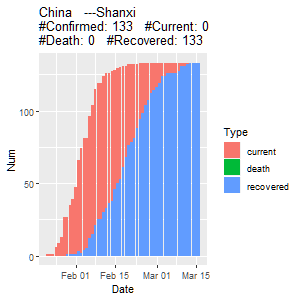 China   ---Shanxi
#Confirmed: 133   #Current: 0
#Death: 0   #Recovered: 133
Num
100
50
0
Feb 01
Feb 15
Mar 01
Mar 15
Date
Type
current
death
recovered